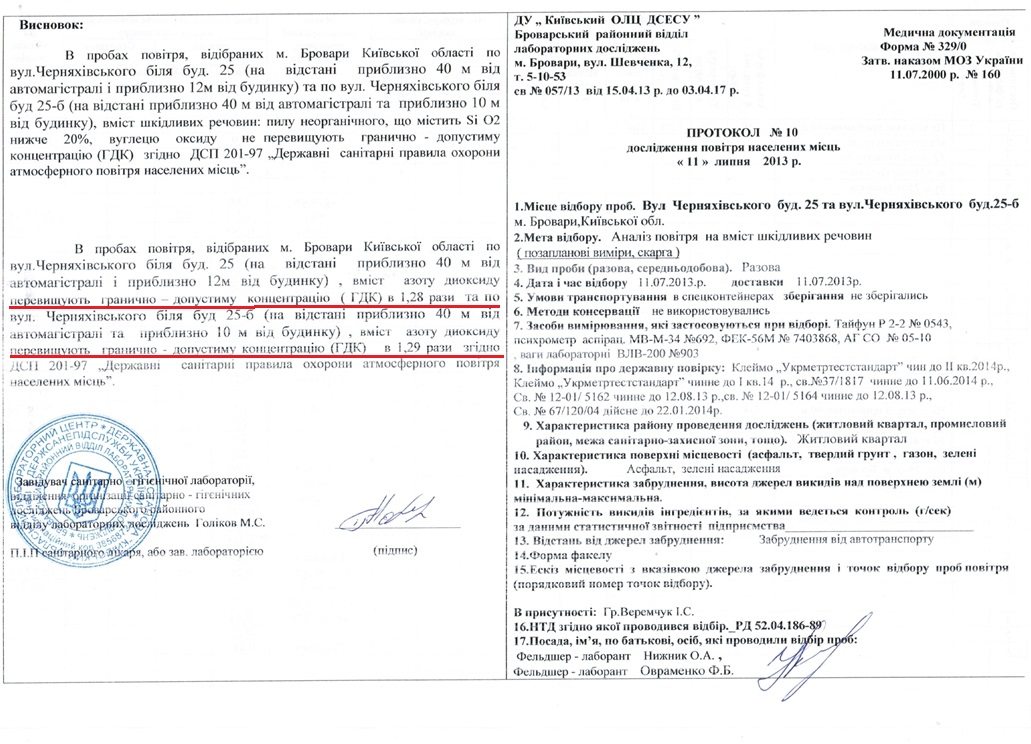 Висновок:
В пробах повітря, відібраних м. Бровари Київської області по
вул.Черняхівського біля буд. 25 (на відстані приблизно 40 м від
автомагістралі і приблизно 12м від будинку) та по вул. Черняхівського біля
буд 25-б (на відстані приблизно 40 м від автомагістралі та приблизно 10 м
від будинку), вміст шкідливих речовин: пилу неорганічного, що містить Si O2
нижче 20%, вуглецю оксиду не перевищують гранично - допустиму
концентрацію (ГДК) згідно ДСП 201-97 „Державні санітарні правила охорони
атмосферного повітря населених місць”.
В пробах повітря, відібраних м. Бровари Київської області по
вул.Черняхівського біля буд. 25 (на відстані приблизно 40 м від
автомагістралі і приблизно 12м від будинку) , вміст азоту диоксиду
перевищують гранично – допустиму концентрацію ( ГДК) в 1,28 рази та по
вул. Черняхівського біля буд 25-б (на відстані приблизно 40 м від
автомагістралі та приблизно 10 м від будинку) , вміст азоту диоксиду
перевищують гранично - допустиму концентрацію (ГДК) в 1,29 рази згідно
ДСП 201-97 „Державні санітарні правила охорони атмосферного повітря
населених місць”.
Завідувач санітарно - гігієнічної лабораторії,
відділення організації санітарно - гігієнічних
досліджень Броварського районного
відділу лабораторних досліджень Голіков М.С.
П.І.П санітарного лікаря, або зав. лабораторією (підпис)
ДУ „ Київський ОЛЦ ДСЕСУ ”
Броварський районний відділ
лабораторних досліджень
м. Бровари, вул. Шевченка, 12,
т. 5-10-53
св № 057/13 від 15.04.13 р. до 03.04.17 р.
Медична документація
Форма № 329/0
Затв. наказом МОЗ України
11.07.2000 р. № 160
ПРОТОКОЛ № 10
дослідження повітря населених місць
« 11 » липня 2013 р.
1.Місце відбору проб. Вул Черняхівського буд. 25 та вул.Черняхівського буд.25-б
м. Бровари,Київської обл.
2.Мета відбору. Аналіз повітря на вміст шкідливих речовин
( позапланові виміри, скарга )
3. Вид проби (разова, середньодобова). Разова
4. Дата і час відбору 11.07.2013р. доставки 11.07.2013р.
5. Умови транспортування в спецконтейнерах зберігання не зберігались
6. Методи консервації не використовувались
7. Засоби вимірювання, які застосовуються при відборі. Тайфун Р 2-2 № 0543,
психрометр аспірац. МВ-М-34 №692, ФЕК-56М № 7403868, АГ СО № 05-10
, ваги лабораторні ВЛВ-200 №903
8. Інформація про державну повірку: Клеймо „Укрметртестстандарт” чин до ІІ кв.2014р.,
Клеймо „Укрметртестстандарт” чинне до 1 кв.14 р., св.№37/1817 чинне до 11.06.2014 р.,
Св. № 12-01/ 5162 чинне до 12.08.13 р.,св. № 12-01/ 5164 чинне до 12.08.13 р.,
Св. № 67/120/04 дійсне до 22.01.2014р.
9. Характеристика району проведення досліджень (житловий квартал, промисловий
район, межа санітарно-захисної зони, тощо). Житловий квартал
10. Характеристика поверхні місцевості (асфальт, твердий грунт , газон, зелені
насадження). Асфальт, зелені насадження
11. Характеристика забруднення, висота джерел викидів над поверхнею землі (м)
мінімальна-максимальна.
12. Потужність викидів інгредієнтів, за якими ведеться контроль (т/сек)
за даними статистичної звітності підприємства
13. Відстань від джерел забруднення: Забруднення від автотранспорту
14.Форма факелу
15.Ескіз місцевості з вказівкою джерела забруднення і точок відбору проб повітря
(порядковий номер точок відбору).
В присутності: Гр.Веремчук І.С.
16.НТД згідно якої проводився відбір._РД 52.04.186-89
17.Посада, ім’я, по батькові, осіб, які проводили відбір проб:
Фельдшер - лаборант Нижник О.А. ,
Фельдшер - лаборант Овраменко Ф.Б.